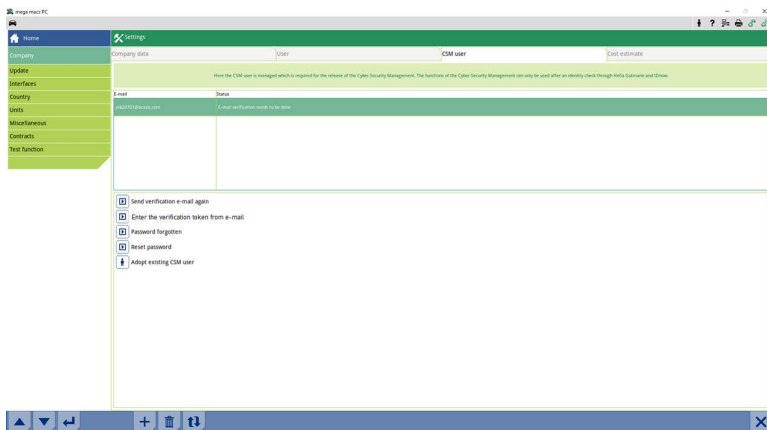 mega macs PC
?
Home
Settings
Company
Company data
User
CSM user
Cost estimate
Update
Interfaces
Country
Units
Miscellaneous
Contracts
Test function
Here the CSM user is managed which is required for the release of the Cyber Security Management. The functions of the Cyber Security Management can only be used after an identity check through Hella Gutmann and IDnow.
E-mail
Status
E-mail verification needs to be done
Send verification e-mail again
Enter the verification token from e-mail
Password forgotten
Reset password
Adopt existing CSM user